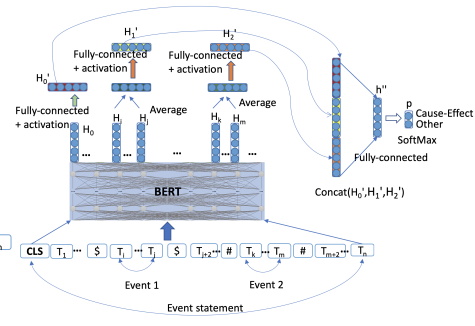 H₁'
H₂'
Fully-connected
+ activation
Fully-connected
+ activation
H₀'
h''
Fully-connected
+ activation
Average
Average
p
Cause-Effect
Other
SoftMax
H₀
Hᵢ
Hⱼ
Hₖ
Hₘ
... ... ...
Fully-connected
BERT
Concat(H₀',H₁',H₂')
n
CLS T₁ ... $ Tᵢ ... Tⱼ $ Tⱼ₊₂ ... # Tₖ ... Tₘ # Tₘ₊₂ ... Tₙ
Event 1
Event 2
Event statement